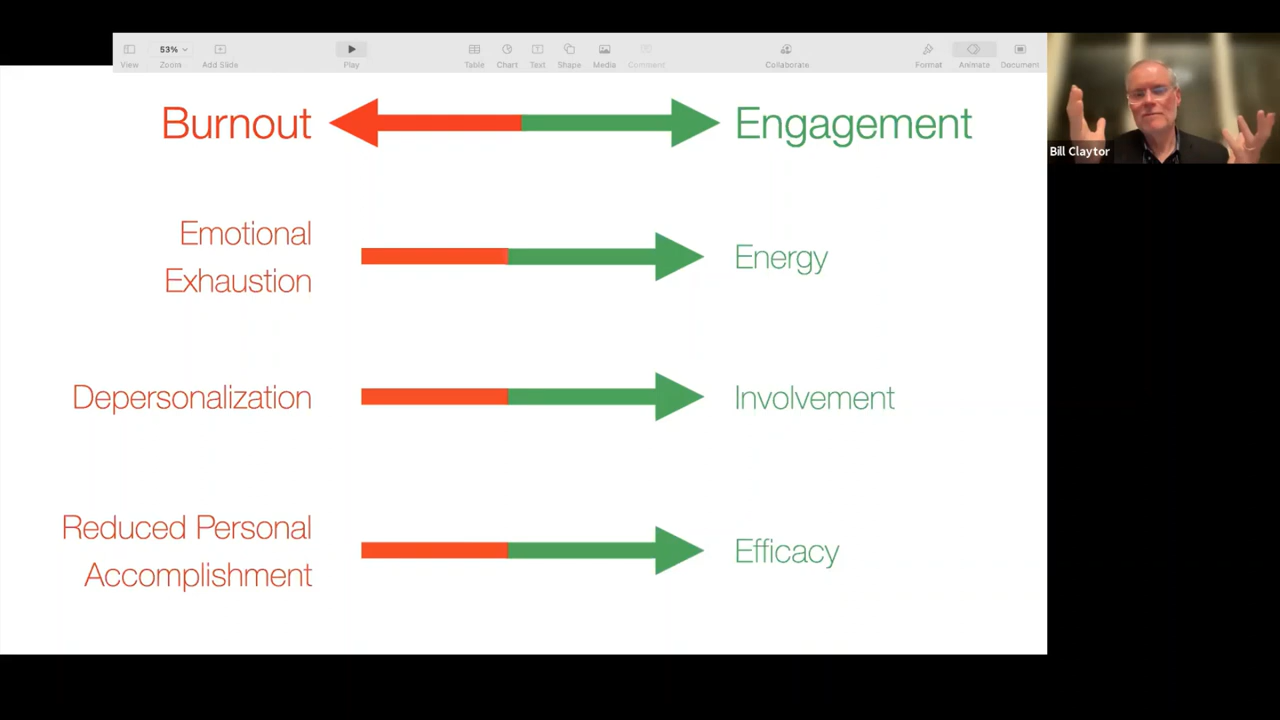 53%
View
Zoom
Add Slide
Play
Table
Chart
Text
Shape
Media
Comment
Collaborate
Format
Animate
Document
Burnout
Engagement
Emotional
Exhaustion
Energy
Depersonalization
Involvement
Reduced Personal
Accomplishment
Efficacy
Bill Claytor